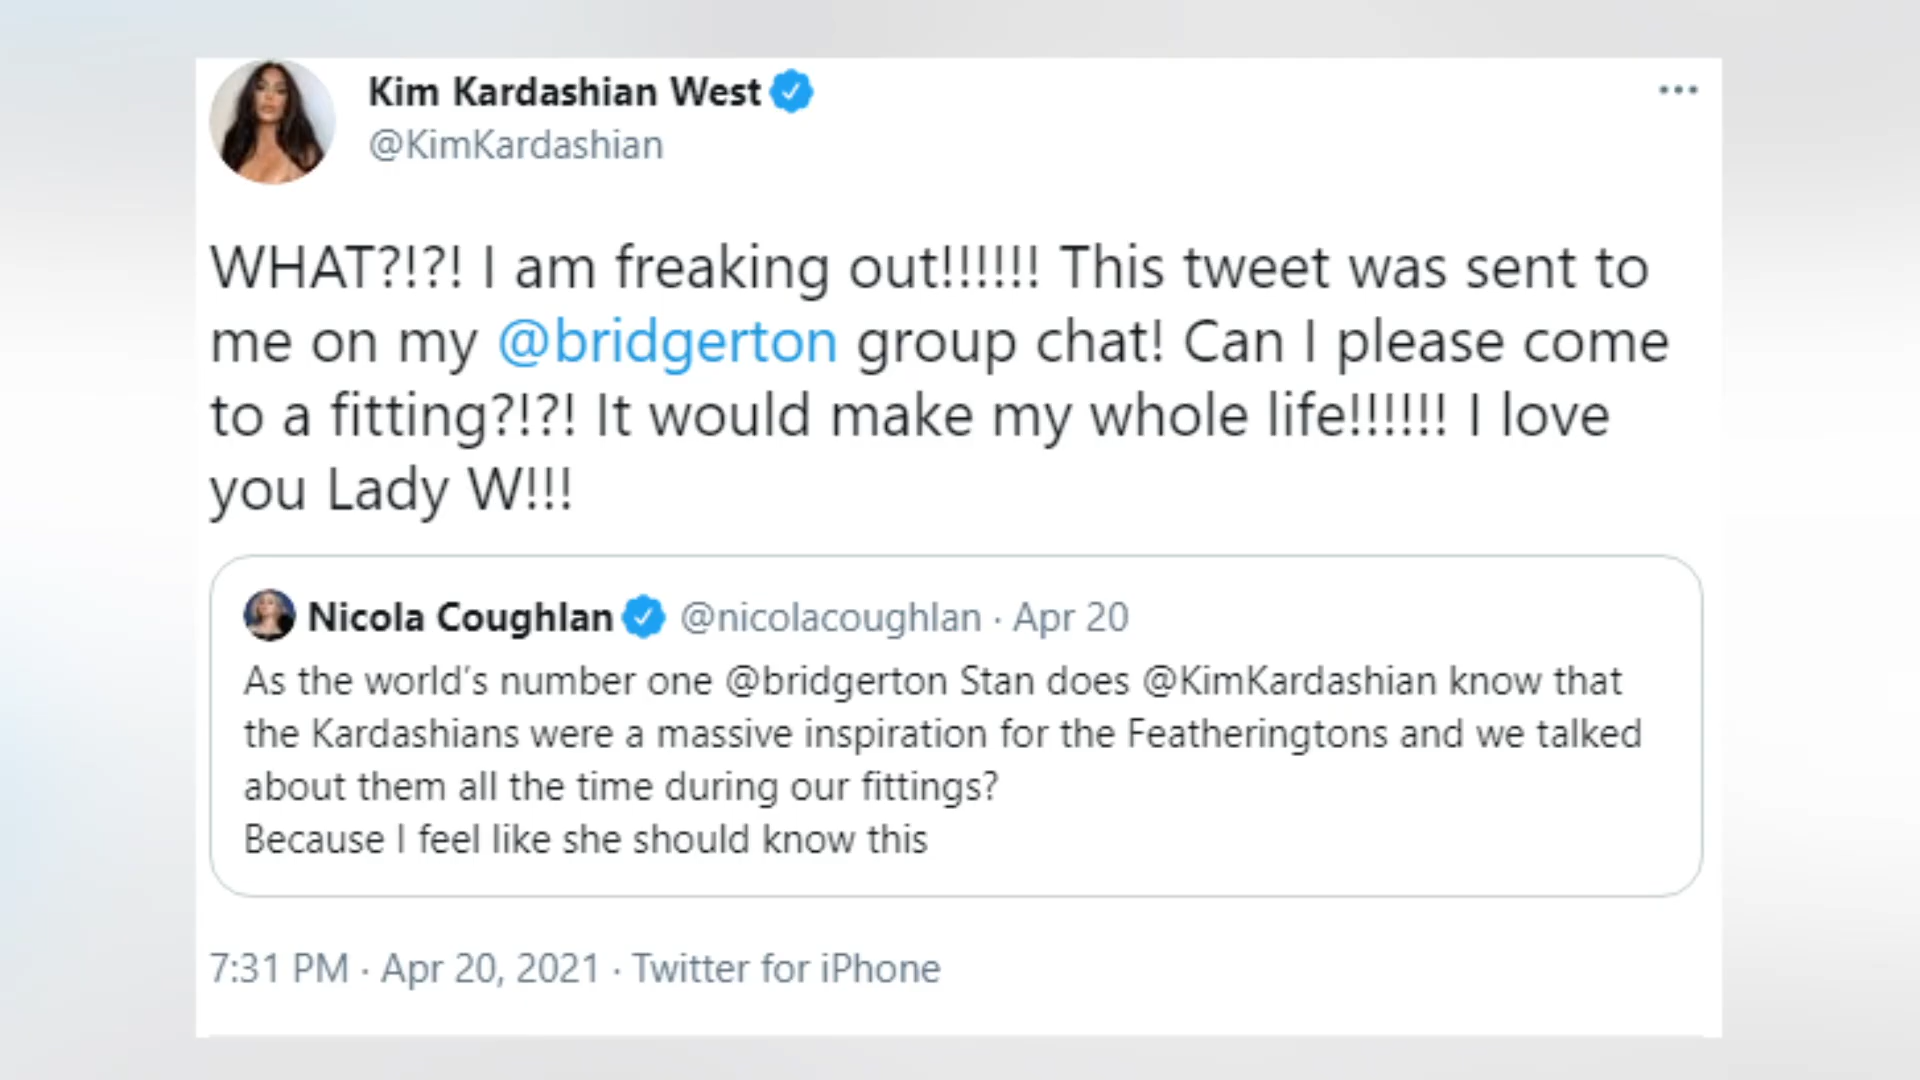 Kim Kardashian West
@KimKardashian
WHAT?!?! I am freaking out!!!!!! This tweet was sent to
me on my @bridgerton group chat! Can I please come
to a fitting?!?! It would make my whole life!!!!!! I love
you Lady W!!!
Nicola Coughlan @nicolacoughlan · Apr 20
As the world's number one @bridgerton Stan does @KimKardashian know that
the Kardashians were a massive inspiration for the Featheringtons and we talked
about them all the time during our fittings?
Because I feel like she should know this
7:31 PM · Apr 20, 2021 · Twitter for iPhone